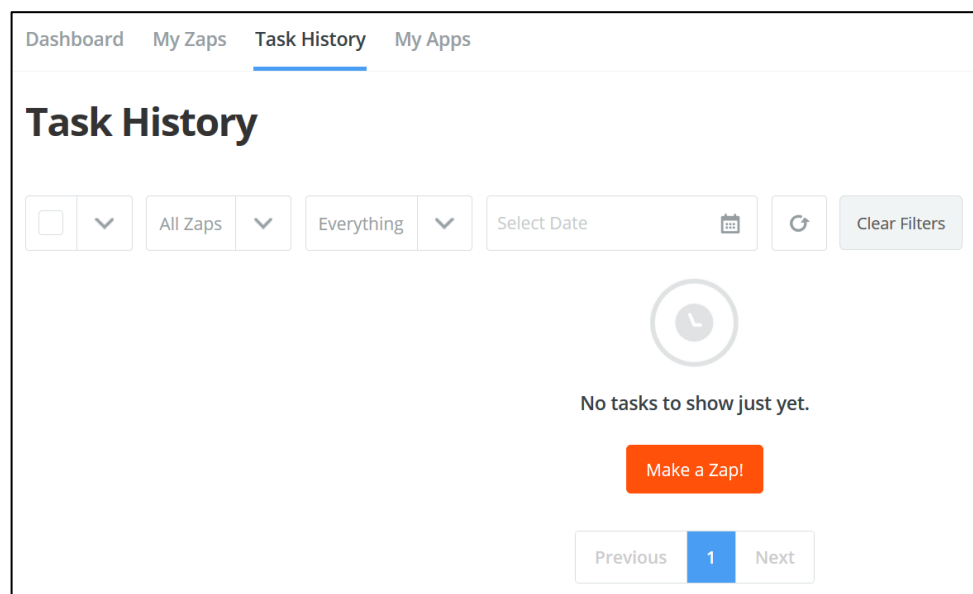 Dashboard My Zaps Task History My Apps
Task History
All Zaps Everything Select Date Clear Filters
No tasks to show just yet.
Make a Zap!
Previous 1 Next